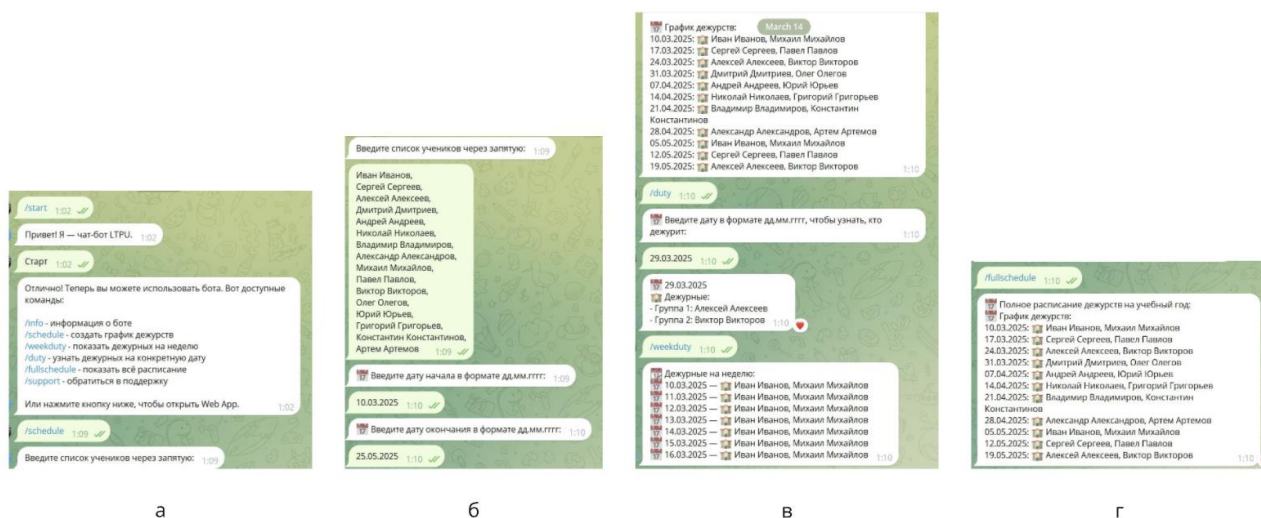 /start 1:02
Привет! Я — чат-бот LTPU. 1:02
Старт 1:02
Отлично! Теперь вы можете использовать бота. Вот доступные
команды:
/info - информация о боте
/schedule - создать график дежурств
/weekduty - показать дежурных на неделю
/duty - узнать дежурных на конкретную дату
/fullschedule - показать всё расписание
/support - обратиться в поддержку
Или нажмите кнопку ниже, чтобы открыть Web App. 1:02
/schedule 1:09
Введите список учеников через запятую: 1:09
а
Введите список учеников через запятую: 1:09
Иван Иванов,
Сергей Сергеев,
Алексей Алексеев,
Дмитрий Дмитриев,
Андрей Андреев,
Николай Николаев,
Владимир Владимиров,
Александр Александров,
Михаил Михайлов,
Павел Павлов,
Виктор Викторов,
Олег Олегов,
Юрий Юрьев,
Григорий Григорьев,
Константин Константинов,
Артем Артемов 1:09
Введите дату начала в формате дд.мм.гггг: 1:09
10.03.2025 1:10
Введите дату окончания в формате дд.мм.гггг: 1:10
25.05.2025 1:10
б
График дежурств: March 14
10.03.2025: Иван Иванов, Михаил Михайлов
17.03.2025: Сергей Сергеев, Павел Павлов
24.03.2025: Алексей Алексеев, Виктор Викторов
31.03.2025: Дмитрий Дмитриев, Олег Олегов
07.04.2025: Андрей Андреев, Юрий Юрьев
14.04.2025: Николай Николаев, Григорий Григорьев
21.04.2025: Владимир Владимиров, Константин
Константинов
28.04.2025: Александр Александров, Артем Артемов
05.05.2025: Иван Иванов, Михаил Михайлов
12.05.2025: Сергей Сергеев, Павел Павлов
19.05.2025: Алексей Алексеев, Виктор Викторов 1:10
/duty 1:10
Введите дату в формате дд.мм.гггг, чтобы узнать, кто
дежурит: 1:10
29.03.2025 1:10
29.03.2025
Дежурные:
- Группа 1: Алексей Алексеев
- Группа 2: Виктор Викторов 1:10
/weekduty 1:10
Дежурные на неделю:
10.03.2025 — Иван Иванов, Михаил Михайлов
11.03.2025 — Иван Иванов, Михаил Михайлов
12.03.2025 — Иван Иванов, Михаил Михайлов
13.03.2025 — Иван Иванов, Михаил Михайлов
14.03.2025 — Иван Иванов, Михаил Михайлов
15.03.2025 — Иван Иванов, Михаил Михайлов
16.03.2025 — Иван Иванов, Михаил Михайлов 1:10
в
/fullschedule 1:10
Полное расписание дежурств на учебный год:
График дежурств:
10.03.2025: Иван Иванов, Михаил Михайлов
17.03.2025: Сергей Сергеев, Павел Павлов
24.03.2025: Алексей Алексеев, Виктор Викторов
31.03.2025: Дмитрий Дмитриев, Олег Олегов
07.04.2025: Андрей Андреев, Юрий Юрьев
14.04.2025: Николай Николаев, Григорий Григорьев
21.04.2025: Владимир Владимиров, Константин
Константинов
28.04.2025: Александр Александров, Артем Артемов
05.05.2025: Иван Иванов, Михаил Михайлов
12.05.2025: Сергей Сергеев, Павел Павлов
19.05.2025: Алексей Алексеев, Виктор Викторов 1:10
г